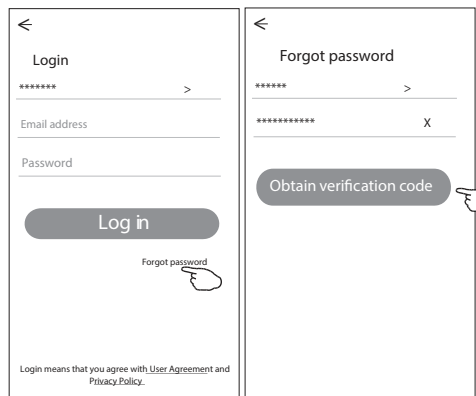 Login
******* >
Email address
Password
Log in
Forgot password
Login means that you agree with User Agreement and
Privacy Policy
Forgot password
****** >
*********** X
Obtain verification code